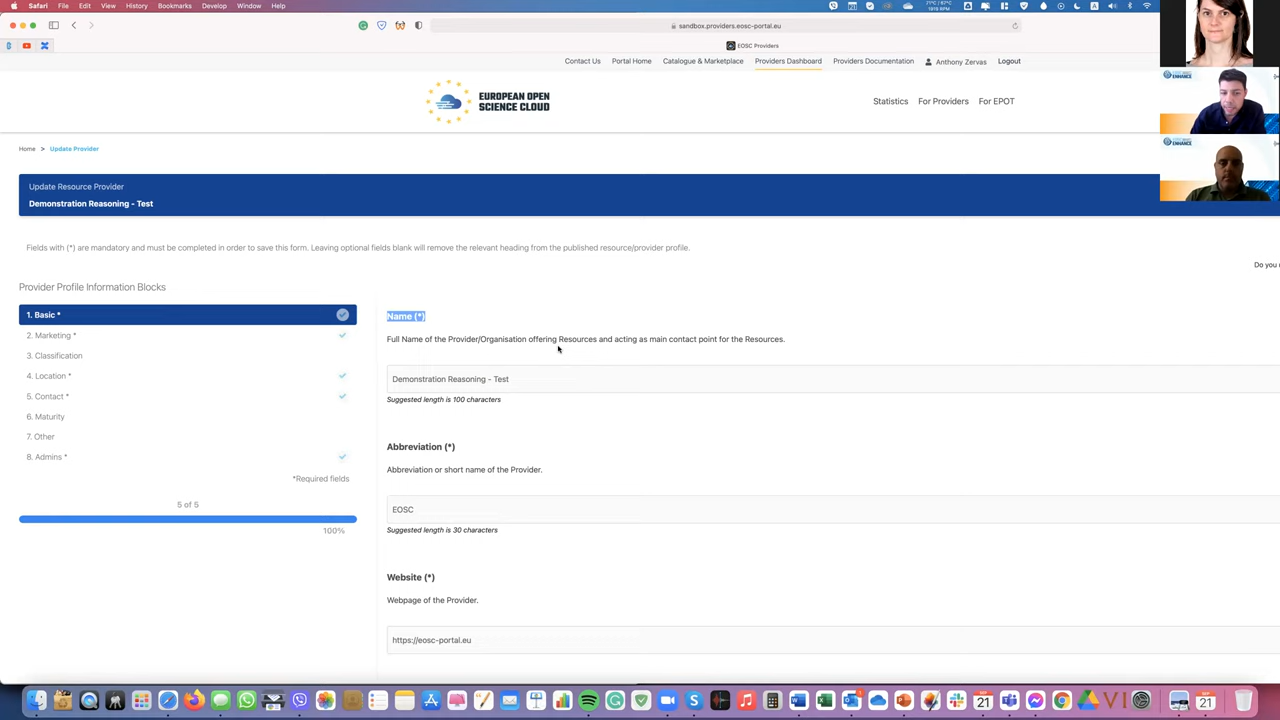 Safari File Edit View History Bookmarks Develop Window Help
sandbox.providers.eosc-portal.eu
EOSC Providers
Contact Us Portal Home Catalogue & Marketplace Providers Dashboard Providers Documentation Anthony Zervas Logout
EUROPEAN OPEN
SCIENCE CLOUD
Statistics For Providers For EPOT
Home > Update Provider
Update Resource Provider
Demonstration Reasoning - Test
Fields with (*) are mandatory and must be completed in order to save this form. Leaving optional fields blank will remove the relevant heading from the published resource/provider profile.
Do you
Provider Profile Information Blocks
1. Basic *
2. Marketing *
3. Classification
4. Location *
5. Contact *
6. Maturity
7. Other
8. Admins *
*Required fields
5 of 5
100%
Name (*)
Full Name of the Provider/Organisation offering Resources and acting as main contact point for the Resources.
Demonstration Reasoning - Test
Suggested length is 100 characters
Abbreviation (*)
Abbreviation or short name of the Provider.
EOSC
Suggested length is 30 characters
Website (*)
Webpage of the Provider.
https://eosc-portal.eu
ENHANCE
ENHANCE
SEP
21
SEP
21